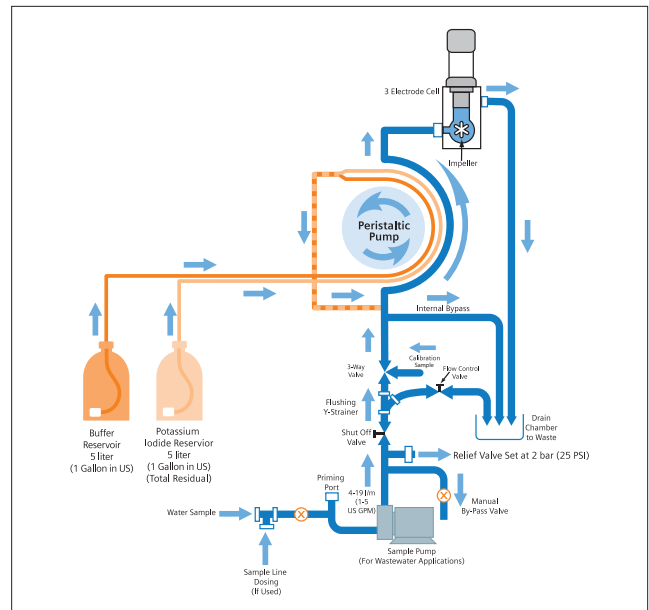 3 Electrode Cell
Impeller
Peristaltic
Pump
Internal Bypass
3-Way
Valve
Calibration
Sample
Flow Control
Valve
Flushing
Y-Strainer
Shut Off
Valve
Drain
Chamber
to Waste
Relief Valve Set at 2 bar (25 PSI)
Buffer
Reservoir
5 liter
(1 Gallon in US)
Potassium
Iodide Reservior
5 liter
(1 Gallon in US)
(Total Residual)
Priming
Port
4-19 l/m
(1-5
US GPM)
Manual
By-Pass Valve
Water Sample
Sample Pump
(For Wastewater Applications)
Sample Line
Dosing
(If Used)